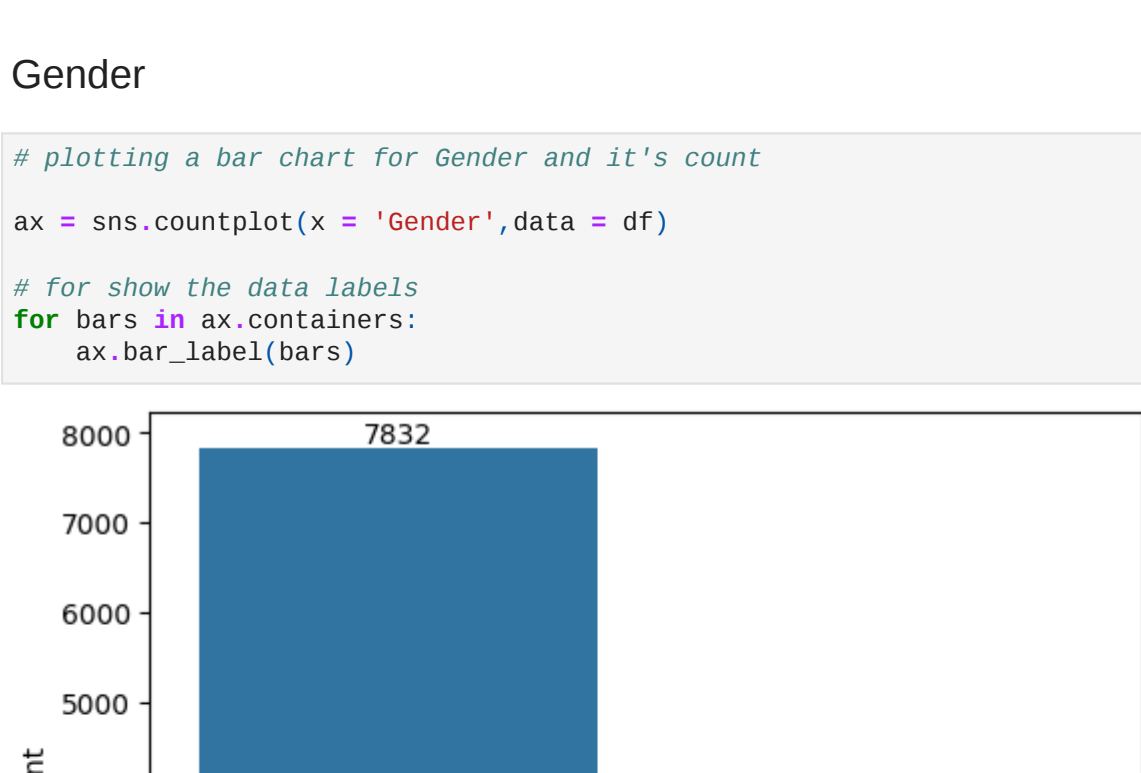 Gender
# plotting a bar chart for Gender and it's count
ax = sns.countplot(x = 'Gender',data = df)
# for show the data labels
for bars in ax.containers:
    ax.bar_label(bars)
7832
8000
7000
6000
5000